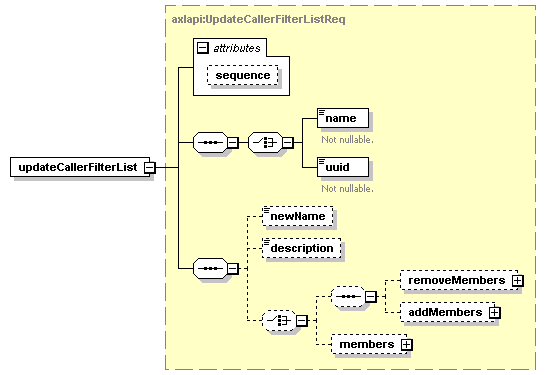 axlapi:UpdateCallerFilterListReq
attributes
sequence
name
Not nullable.
updateCallerFilterList
uuid
Not nullable.
newName
description
removeMembers
addMembers
members